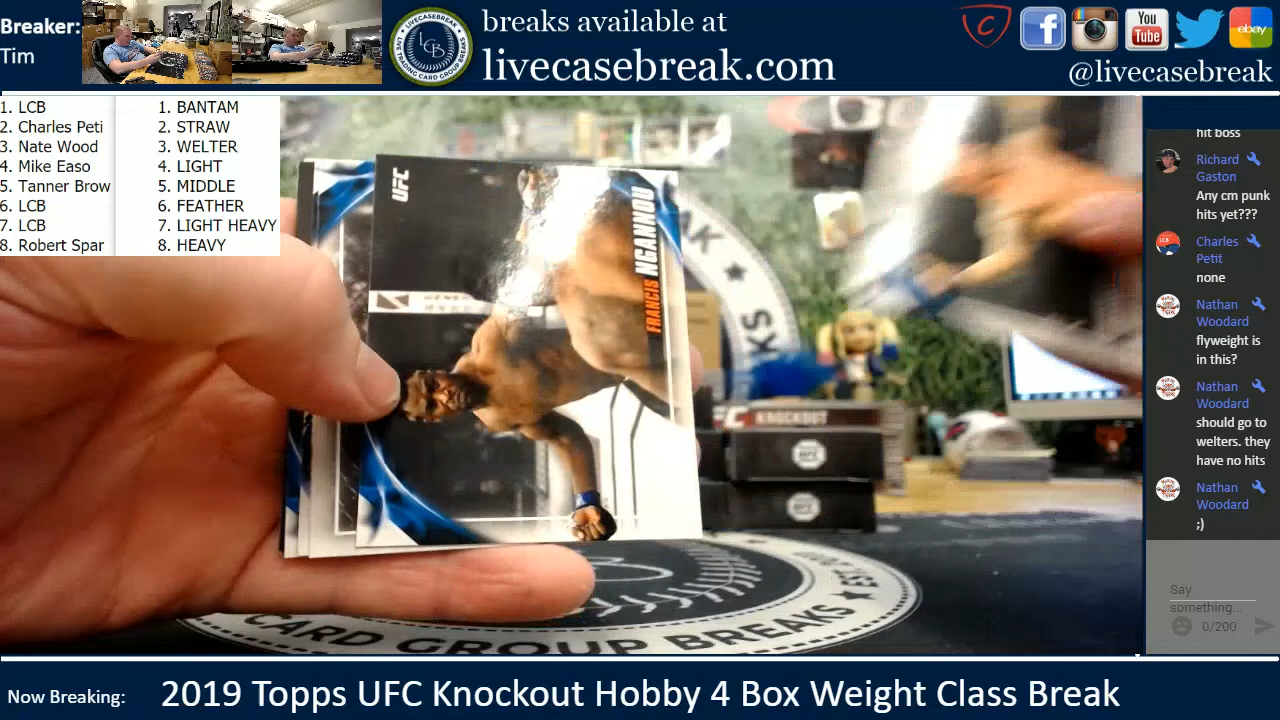 Breaker:
Tim
LCB
breaks available at
livecasebreak.com
You
Tube
ebay
@livecasebreak
1. LCB
2. Charles Peti
3. Nate Wood
4. Mike Easo
5. Tanner Brow
6. LCB
7. LCB
8. Robert Spar
1. BANTAM
2. STRAW
3. WELTER
4. LIGHT
5. MIDDLE
6. FEATHER
7. LIGHT HEAVY
8. HEAVY
UFC
FRANCIS NGANNOU
KNOCKOUT
CARD GROUP BREAKS
hit boss
Richard
Gaston
Any cm punk
hits yet???
Charles
Petit
none
Nathan
Woodard
flyweight is
in this?
Nathan
Woodard
should go to
welters. they
have no hits
Nathan
Woodard
;)
Say
something...
0/200
Now Breaking:
2019 Topps UFC Knockout Hobby 4 Box Weight Class Break